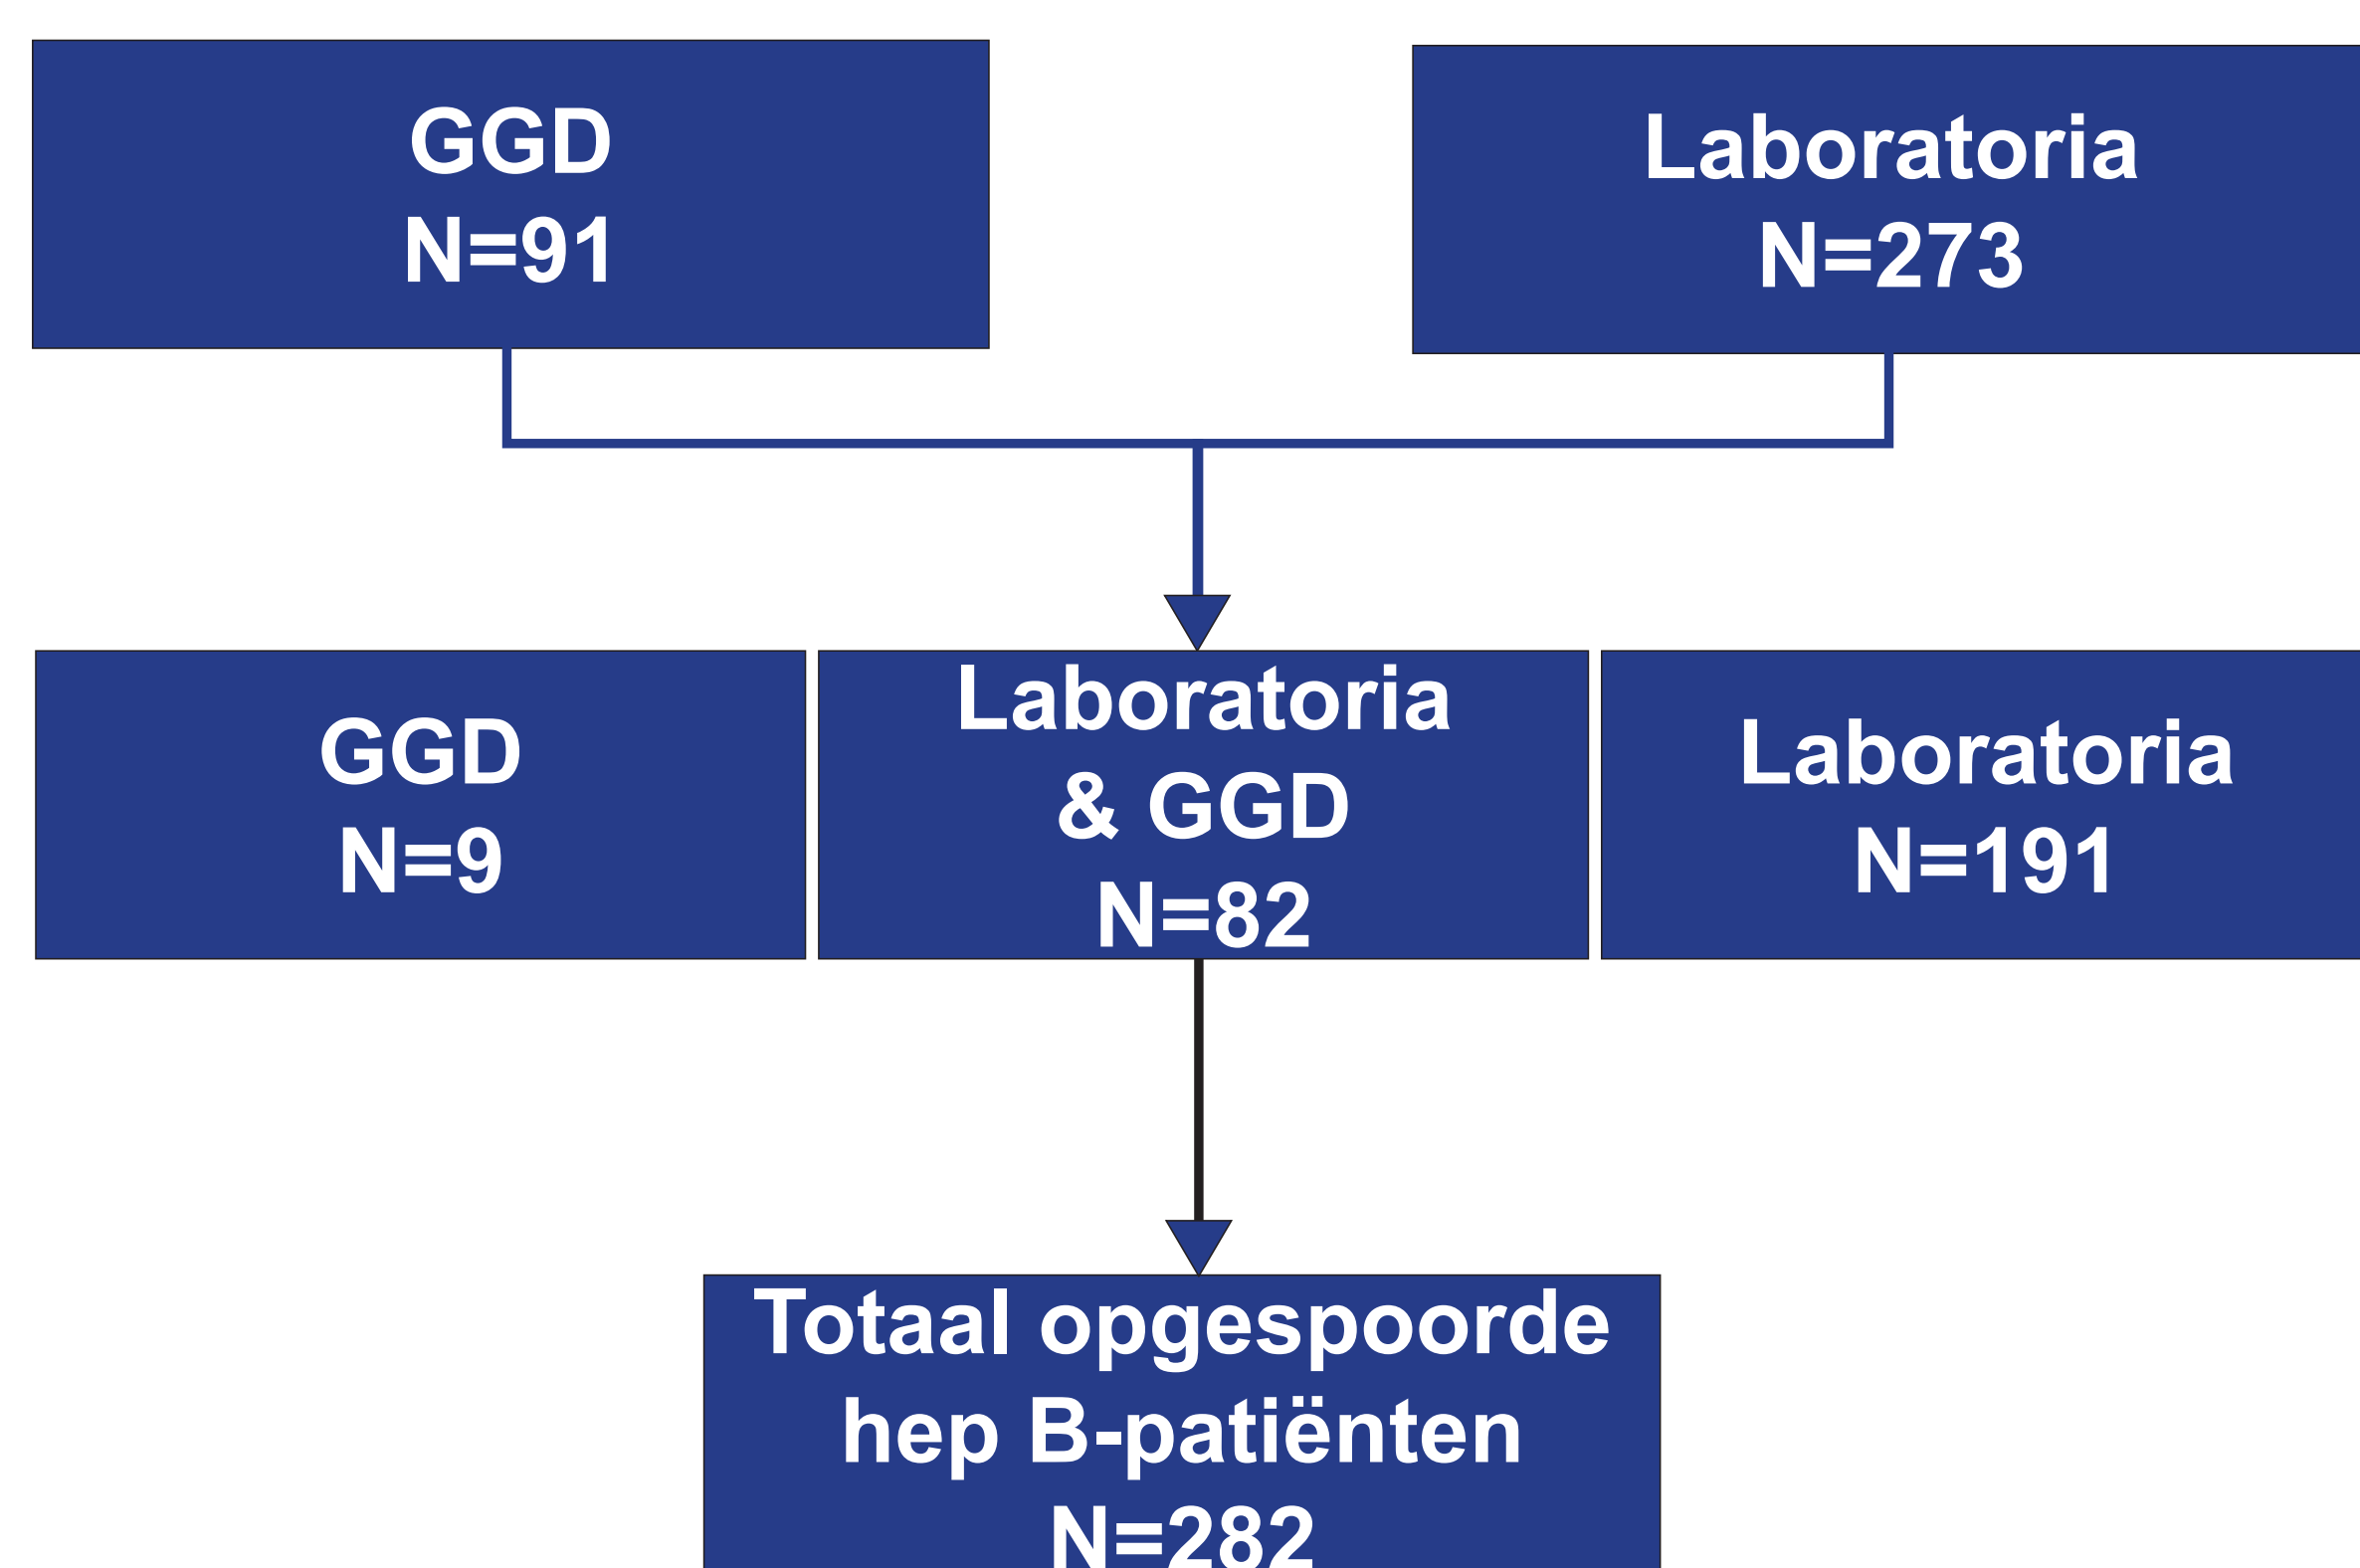 GGD
N=91
Laboratoria
N=273
GGD
N=9
Laboratoria
& GGD
N=82
Laboratoria
N=191
Totaal opgespoorde
hep B-patiënten
N=282